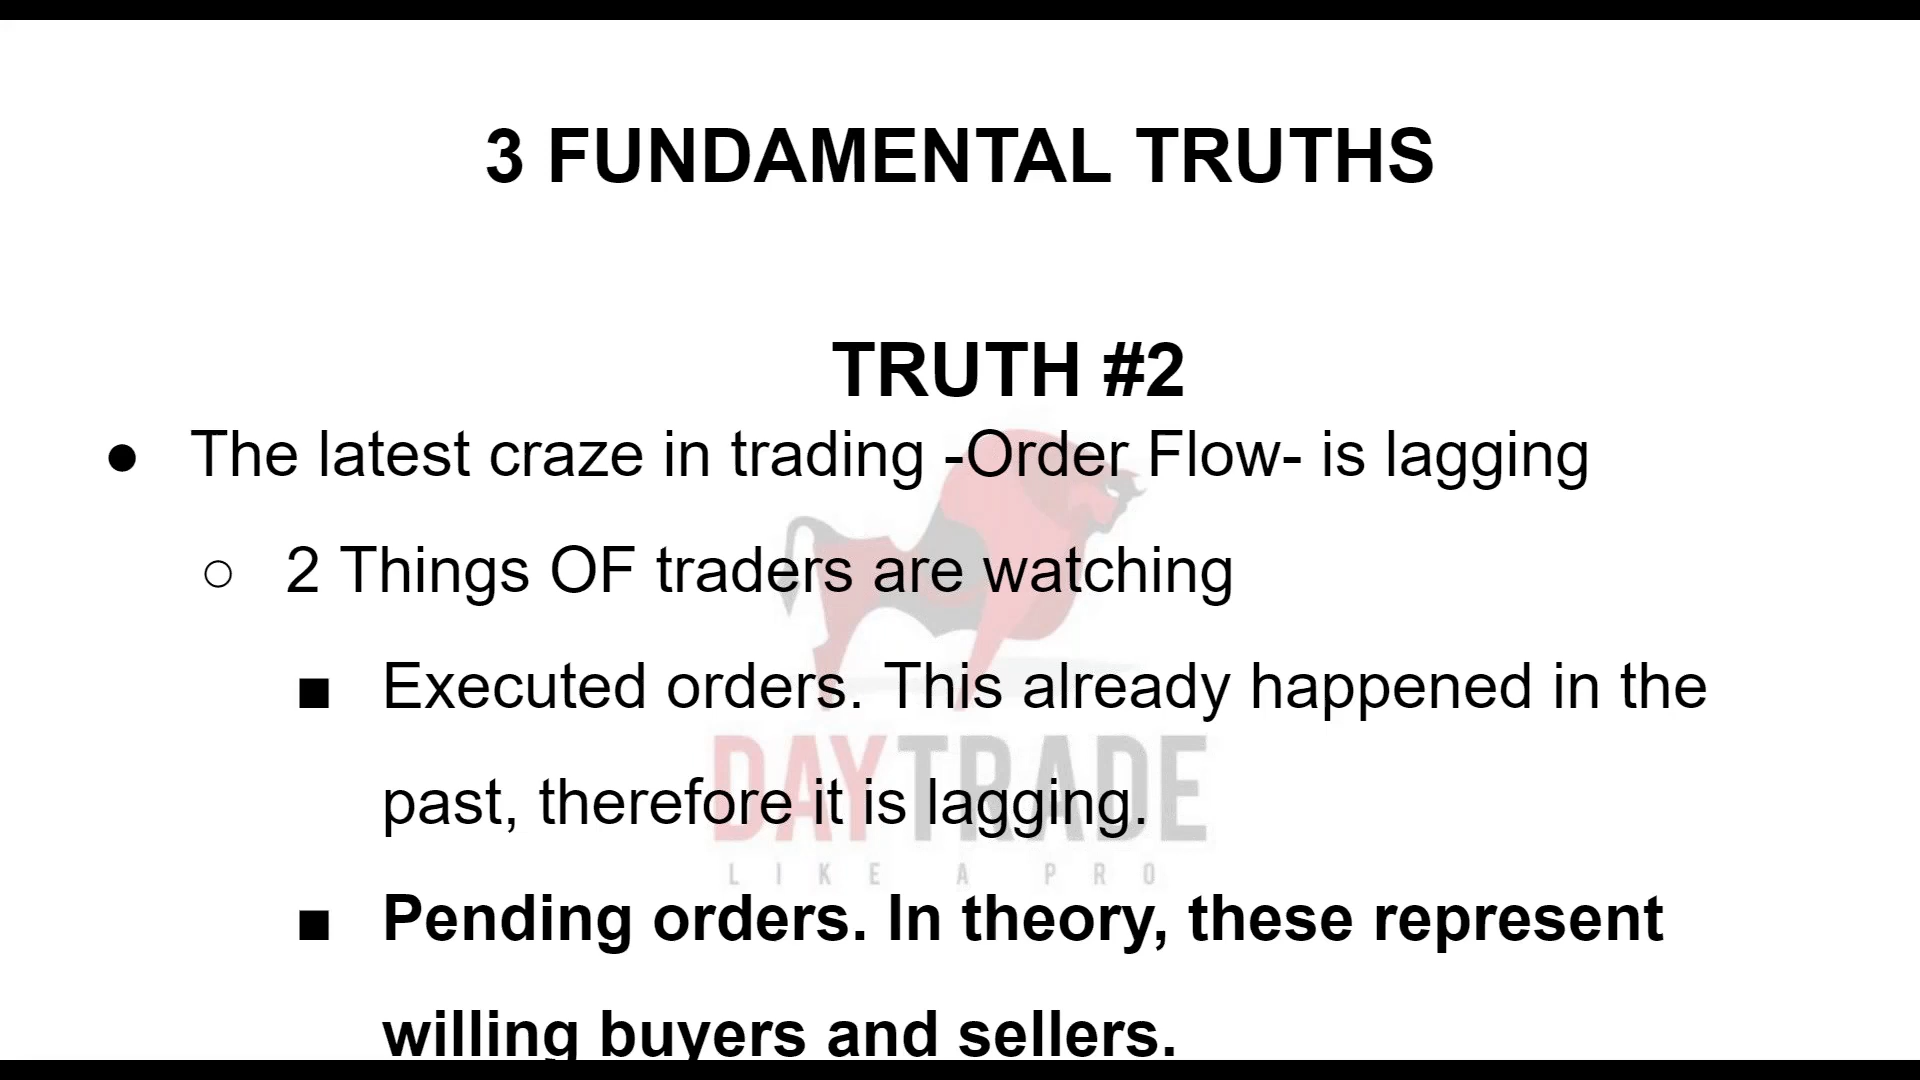 3 FUNDAMENTAL TRUTHS
TRUTH #2
● The latest craze in trading -Order Flow- is lagging
○ 2 Things OF traders are watching
■ Executed orders. This already happened in the
past, therefore it is lagging.
DAYTRADE
LIKE A PRO
■ Pending orders. In theory, these represent
willing buyers and sellers.